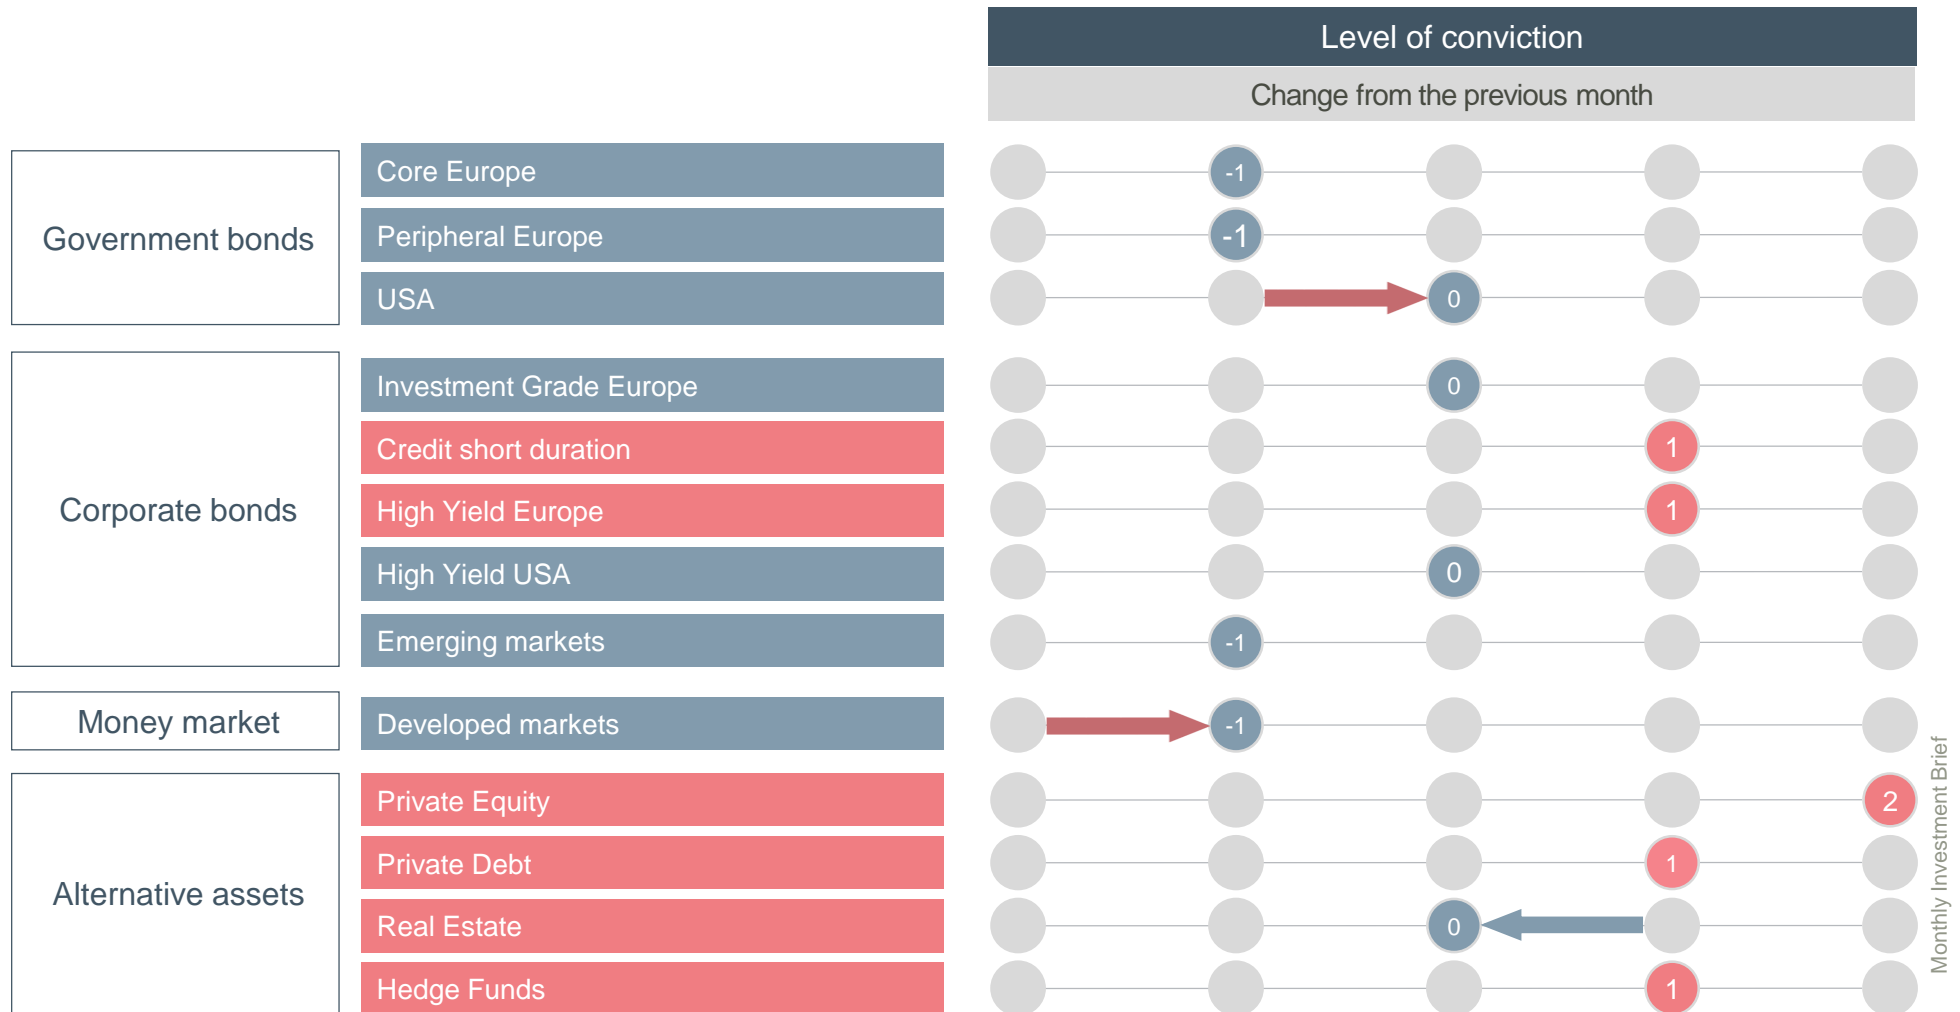 Level of conviction
Change from the previous month
Government bonds
Core Europe
-1
Peripheral Europe
-1
USA
0
Corporate bonds
Investment Grade Europe
0
Credit short duration
1
High Yield Europe
1
High Yield USA
0
Emerging markets
-1
Money market
Developed markets
-1
Alternative assets
Private Equity
2
Private Debt
1
Real Estate
0
Hedge Funds
1
Monthly Investment Brief